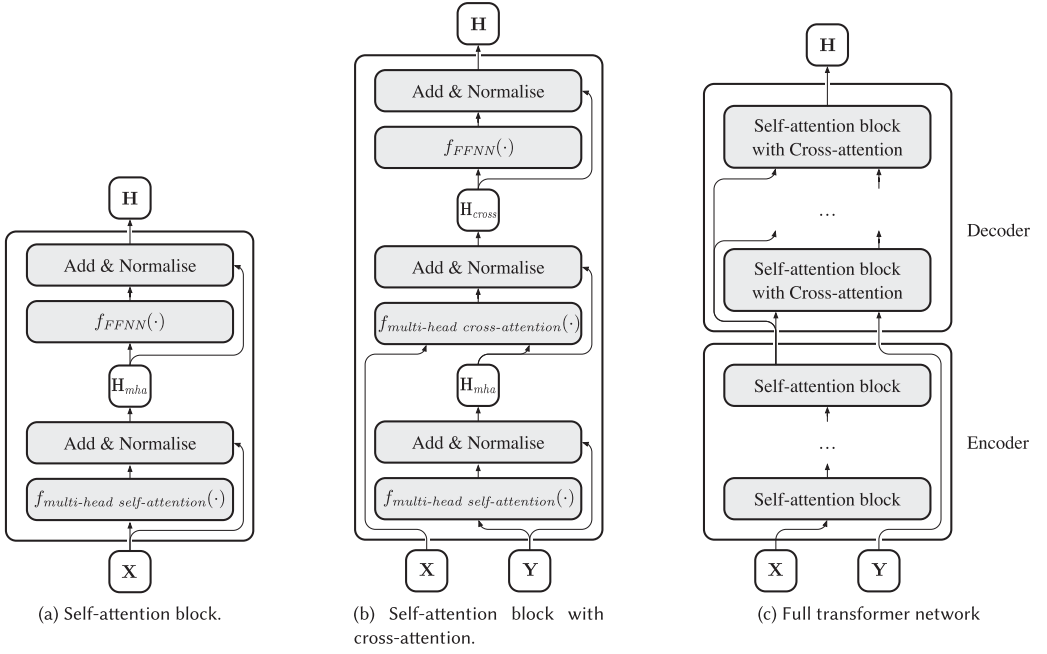 H
Add & Normalise
f_FFNN(·)
H_mha
Add & Normalise
f_multi-head self-attention(·)
X
(a) Self-attention block.
H
Add & Normalise
f_FFNN(·)
H_cross
Add & Normalise
f_multi-head cross-attention(·)
H_mha
Add & Normalise
f_multi-head self-attention(·)
X
Y
(b) Self-attention block with
cross-attention.
H
Self-attention block
with Cross-attention
...
Self-attention block
with Cross-attention
Decoder
Self-attention block
...
Self-attention block
Encoder
X
Y
(c) Full transformer network